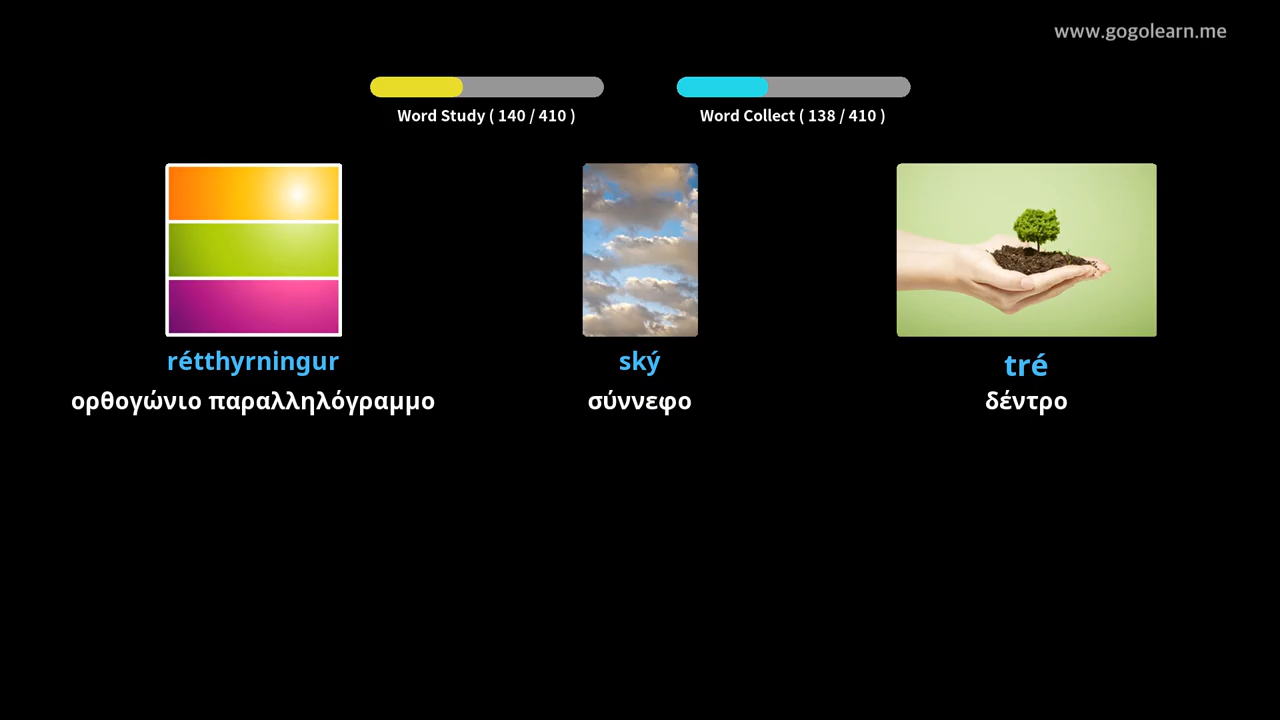 www.gogolearn.me
Word Study ( 140 / 410 )
Word Collect ( 138 / 410 )
rétthyrningur
ορθογώνιο παραλληλόγραμμο
ský
σύννεφο
tré
δέντρο